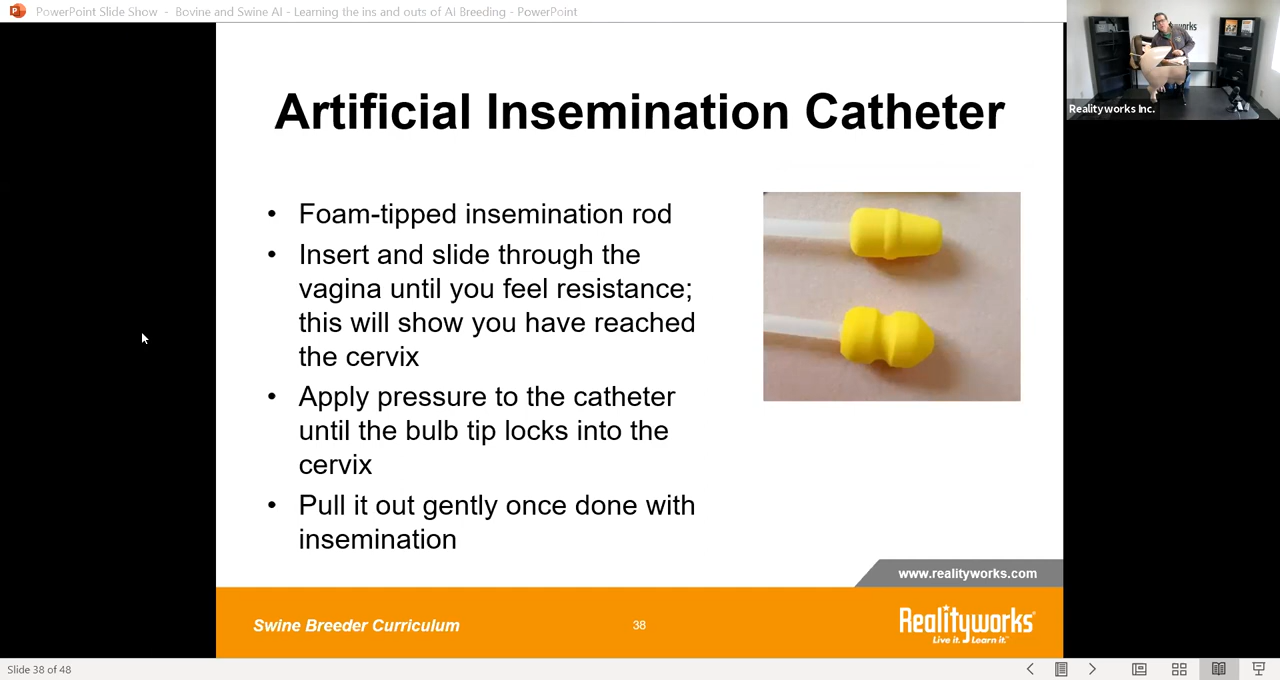 PowerPoint Slide Show - Bovine and Swine AI - Learning the ins and outs of AI Breeding - PowerPoint
Realityworks
Realityworks Inc.
Artificial Insemination Catheter
• Foam-tipped insemination rod
• Insert and slide through the
vagina until you feel resistance;
this will show you have reached
the cervix
• Apply pressure to the catheter
until the bulb tip locks into the
cervix
• Pull it out gently once done with
insemination
www.realityworks.com
Swine Breeder Curriculum
38
Realityworks
Live it. Learn it.
Slide 38 of 48